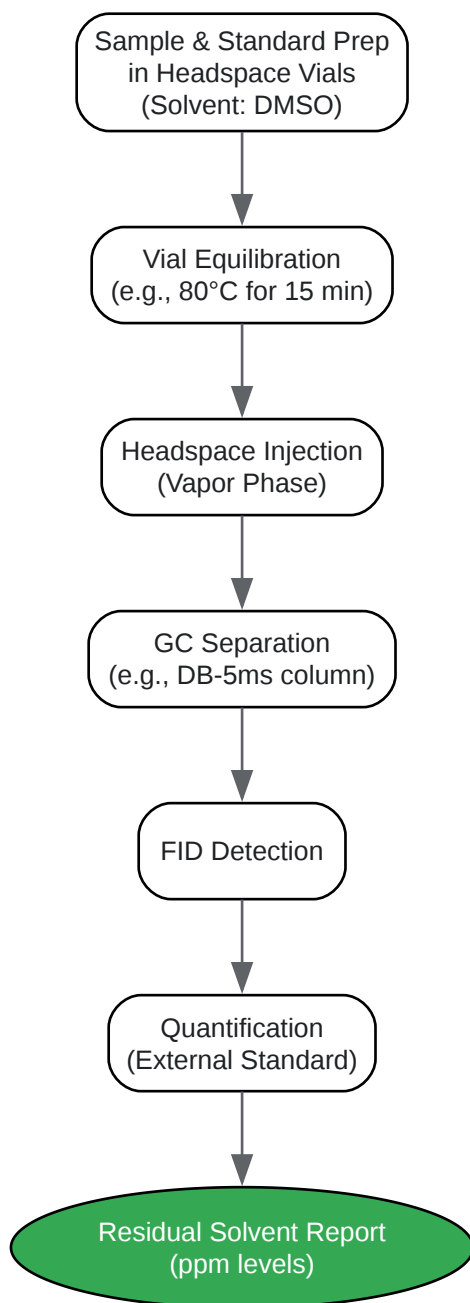 Sample & Standard Prep
in Headspace Vials
(Solvent: DMSO)
Vial Equilibration
(e.g., 80°C for 15 min)
Headspace Injection
(Vapor Phase)
GC Separation
(e.g., DB-5ms column)
FID Detection
Quantification
(External Standard)
Residual Solvent Report
(ppm levels)